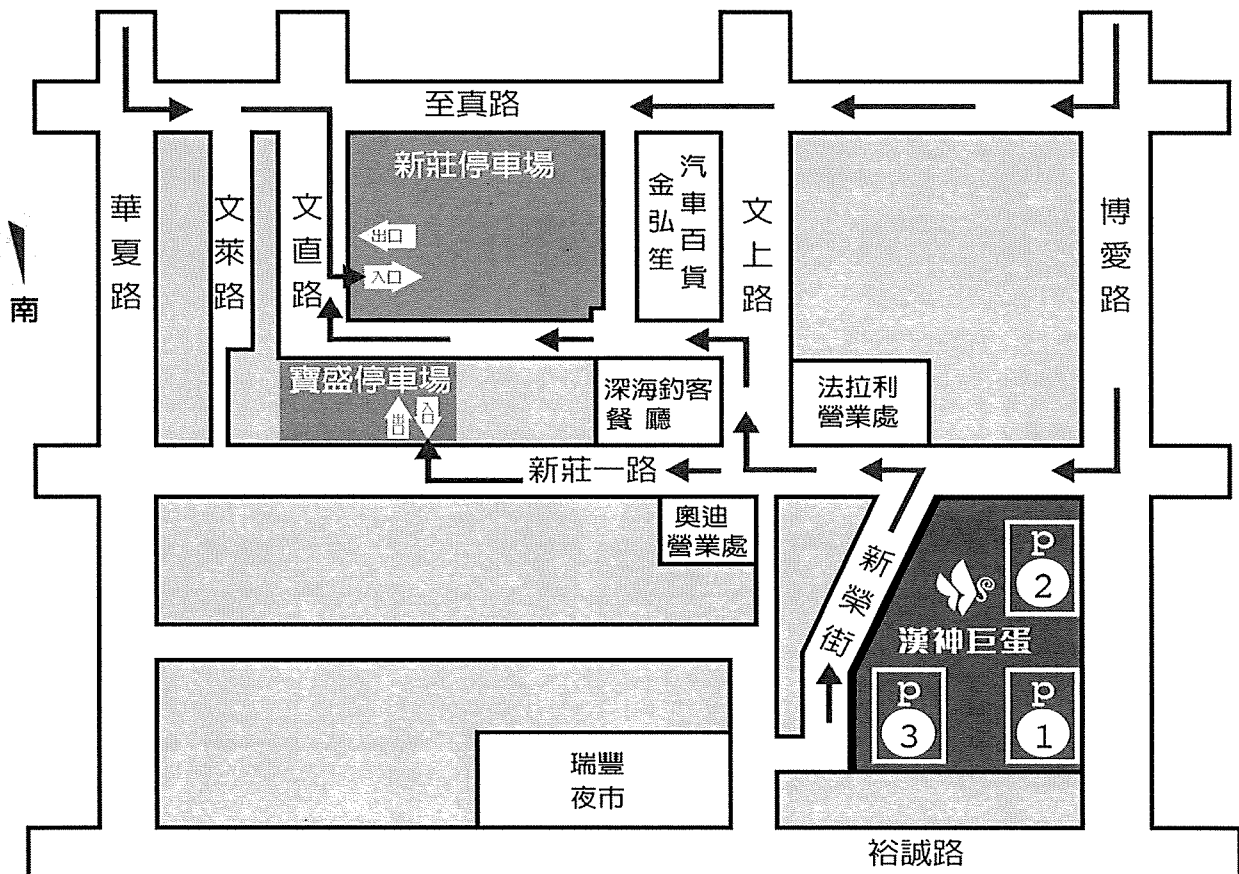 至真路
新莊停車場
出口
入口
金弘笙
汽車百貨
華夏路
文萊路
文直路
文上路
博愛路
南
寶盛停車場
出口
入口
深海釣客
餐廳
法拉利
營業處
新莊一路
奧迪
營業處
新榮街
P
2
漢神巨蛋
P
3
P
1
瑞豐
夜市
裕誠路